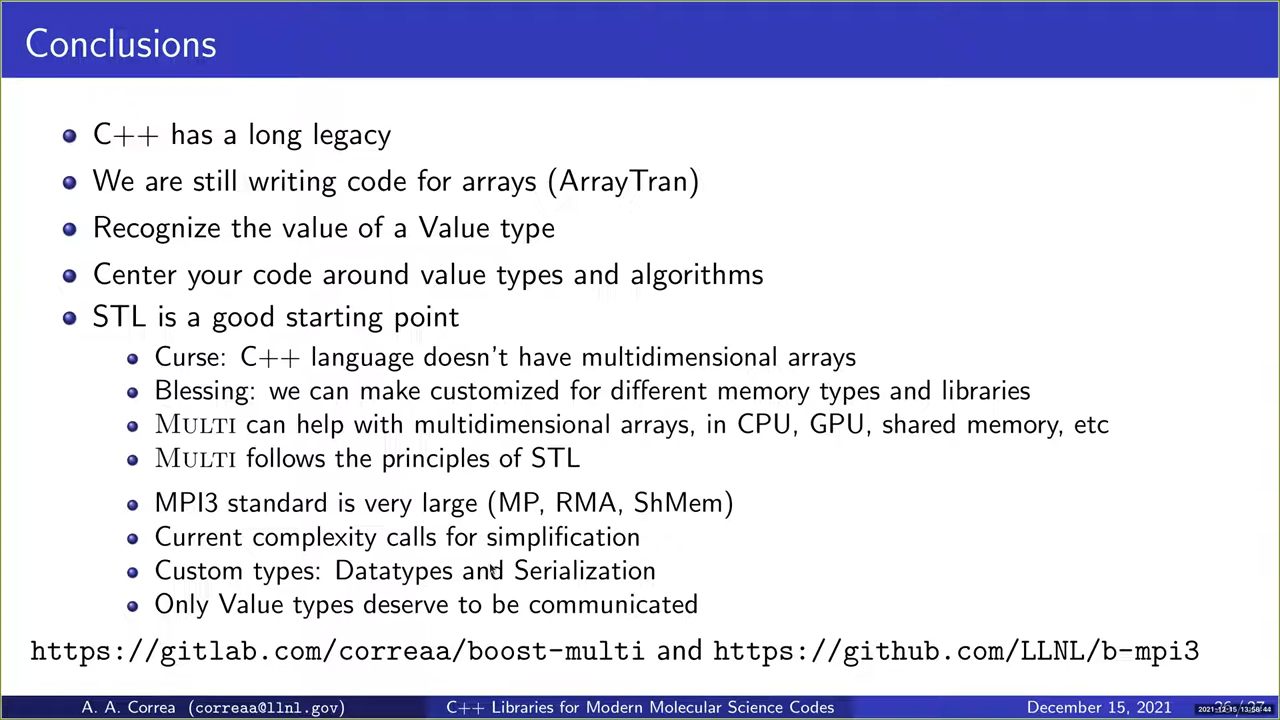 Conclusions
C++ has a long legacy
We are still writing code for arrays (ArrayTran)
Recognize the value of a Value type
Center your code around value types and algorithms
STL is a good starting point
Curse: C++ language doesn't have multidimensional arrays
Blessing: we can make customized for different memory types and libraries
MULTI can help with multidimensional arrays, in CPU, GPU, shared memory, etc
MULTI follows the principles of STL
MPI3 standard is very large (MP, RMA, ShMem)
Current complexity calls for simplification
Custom types: Datatypes and Serialization
Only Value types deserve to be communicated
https://gitlab.com/correaa/boost-multi and https://github.com/LLNL/b-mpi3
A. A. Correa (correaa@llnl.gov) C++ Libraries for Modern Molecular Science Codes December 15, 2021
2021-12-15/13:58:44